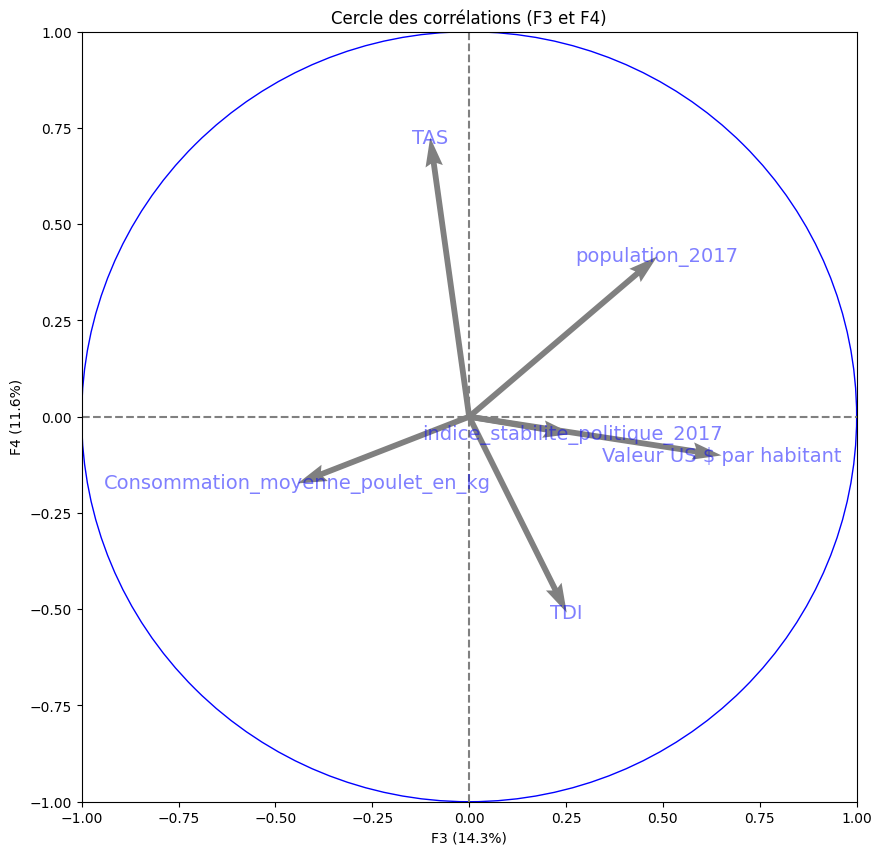 Cercle des corrélations (F3 et F4)
1.00
TAS
0.75
0.50
population_2017
0.25
0.00
indice_stabilité_politique_2017
Valeur US $ par habitant
Consommation_moyenne_poulet_en_kg
−0.25
−0.50
TDI
−0.75
−1.00
F4 (11.6%)
−1.00 −0.75 −0.50 −0.25 0.00 0.25 0.50 0.75 1.00
F3 (14.3%)